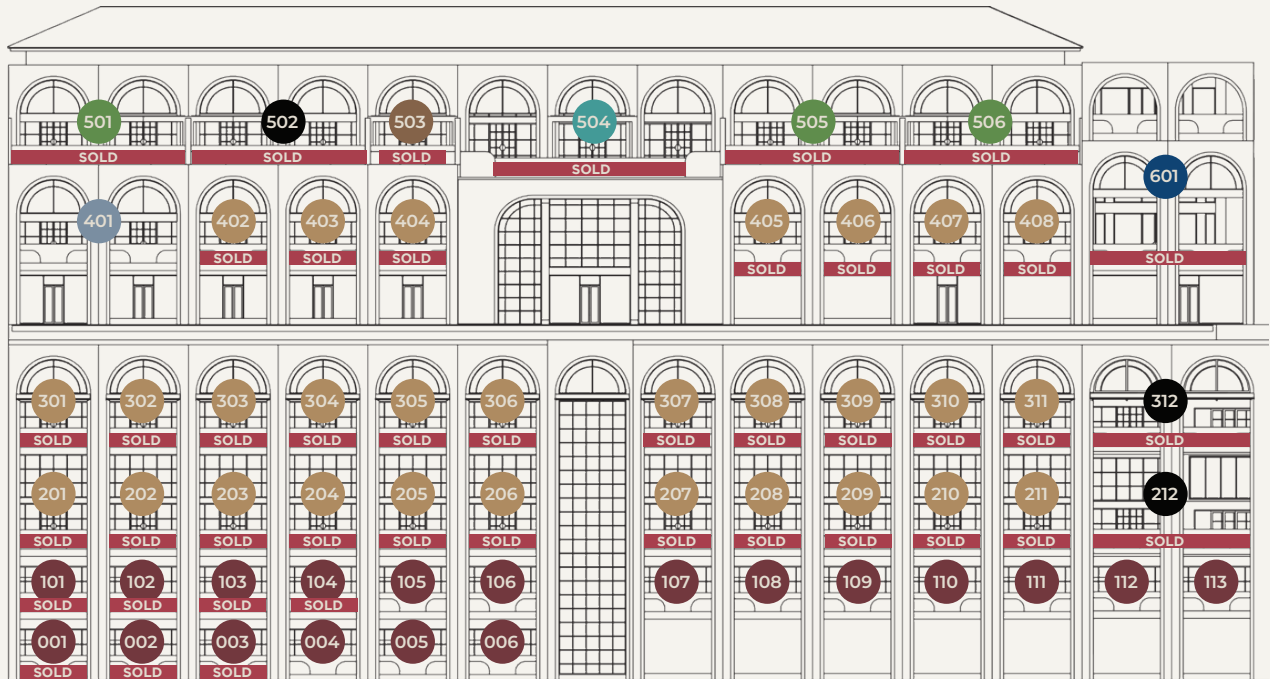 501 502 503 504 505 506
SOLD SOLD SOLD SOLD SOLD
SOLD
601
401 402 403 404 405 406 407 408
SOLD SOLD SOLD SOLD
SOLD SOLD SOLD SOLD
301 302 303 304 305 306 307 308 309 310 311 312
SOLD SOLD SOLD SOLD SOLD SOLD SOLD SOLD SOLD SOLD SOLD SOLD
201 202 203 204 205 206 207 208 209 210 211 212
SOLD SOLD SOLD SOLD SOLD SOLD SOLD SOLD SOLD SOLD SOLD SOLD
101 102 103 104 105 106 107 108 109 110 111 112 113
SOLD SOLD SOLD SOLD
001 002 003 004 005 006
SOLD SOLD SOLD